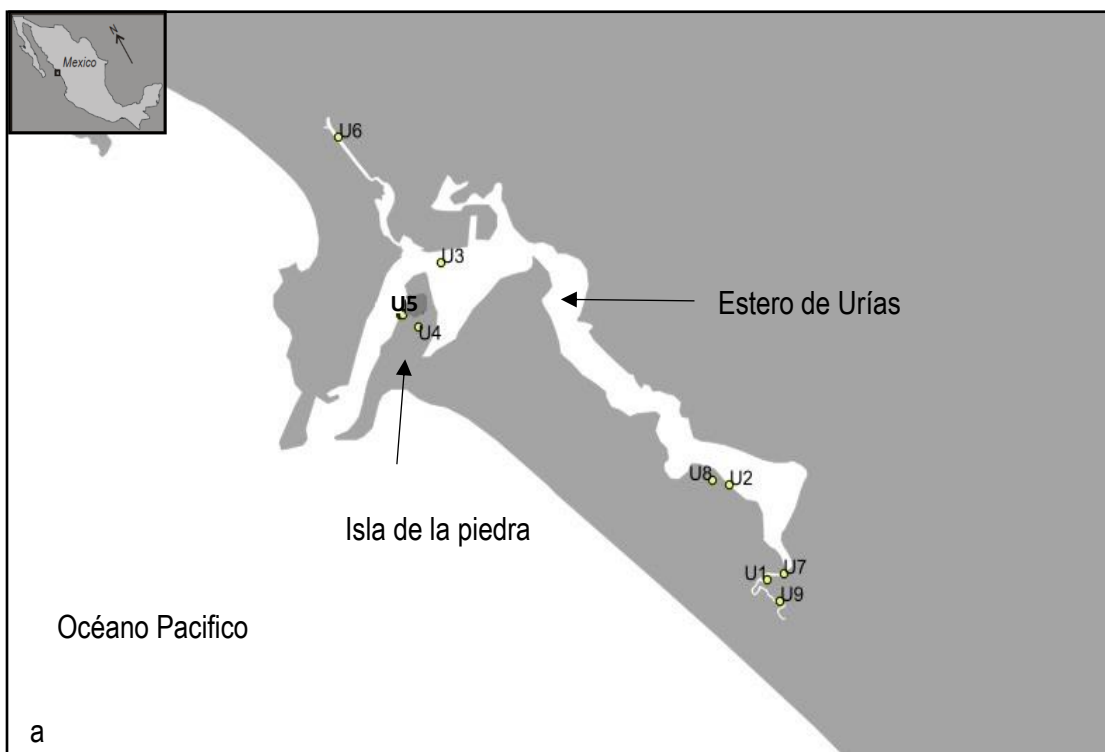 N
Mexico
U6
U3
U5
U4
Estero de Urías
Isla de la piedra
U8
U2
U1
U7
U9
Océano Pacifico
a